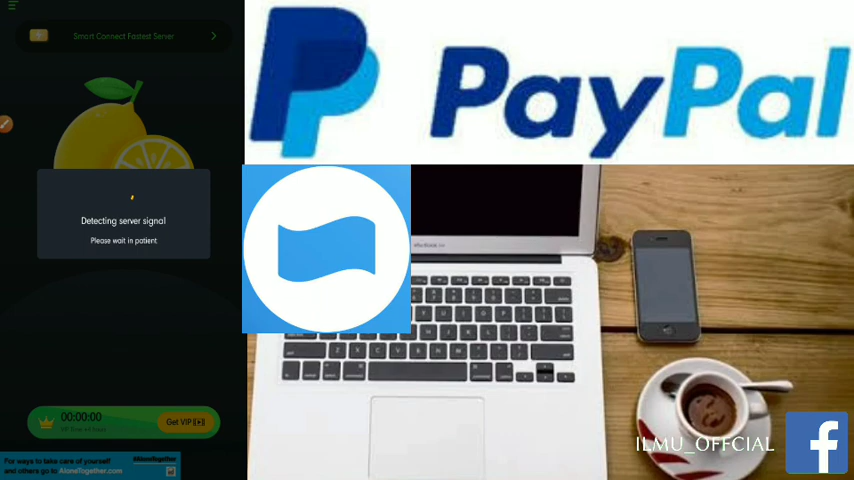 Smart Connect Fastest Server
PayPal
Detecting server signal
Please wait in patient
00:00:00
Get VIP
For ways to take care of yourself
and others go to AloneTogether.com
#AloneTogether
ILMU_OFFCIAL